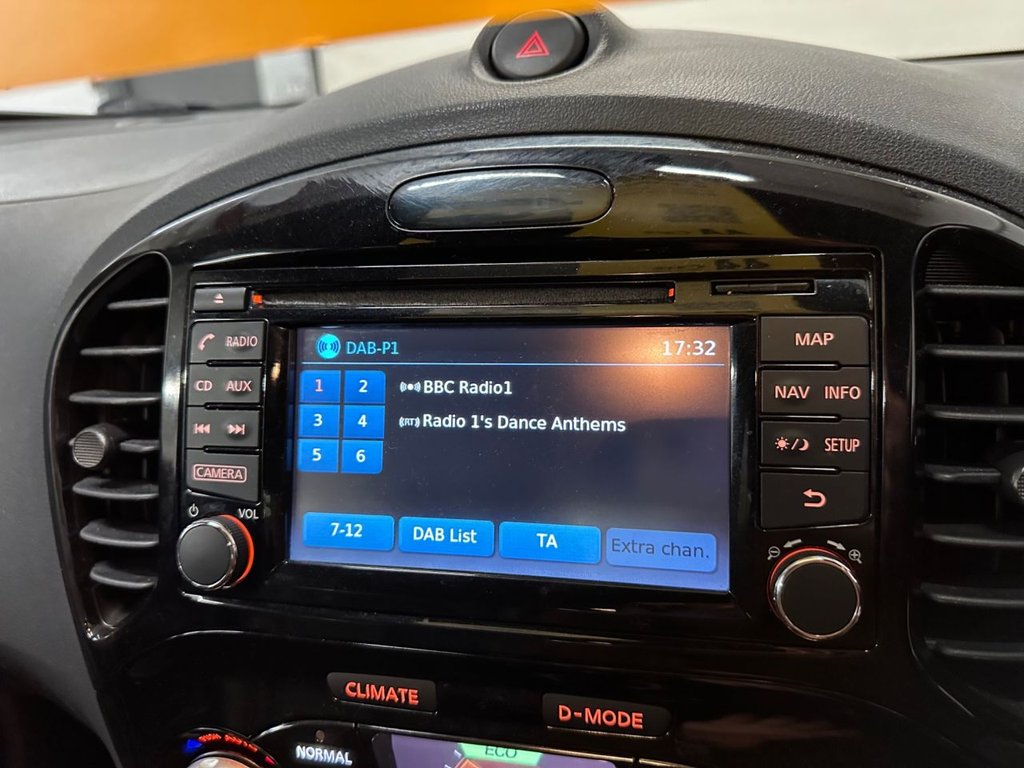 DAB-P1 17:32
1 2
BBC Radio1
3 4
(RT) Radio 1's Dance Anthems
5 6
7-12 DAB List TA Extra chan.
RADIO
CD AUX
CAMERA
VOL
MAP
NAV INFO
SETUP
CLIMATE
D-MODE
NORMAL
ECO